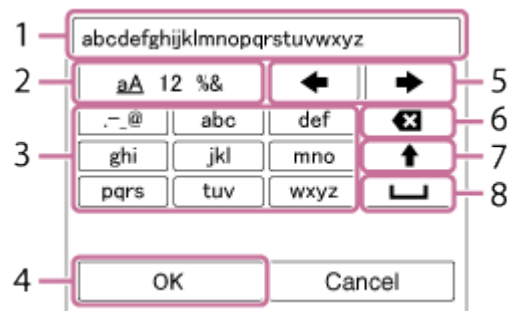 1 abcdefghijklmnopqrstuvwxyz
2 aA 12 %& 5
.-_@ abc def 6
3 ghi jkl mno 7
pqrs tuv wxyz 8
4 OK Cancel